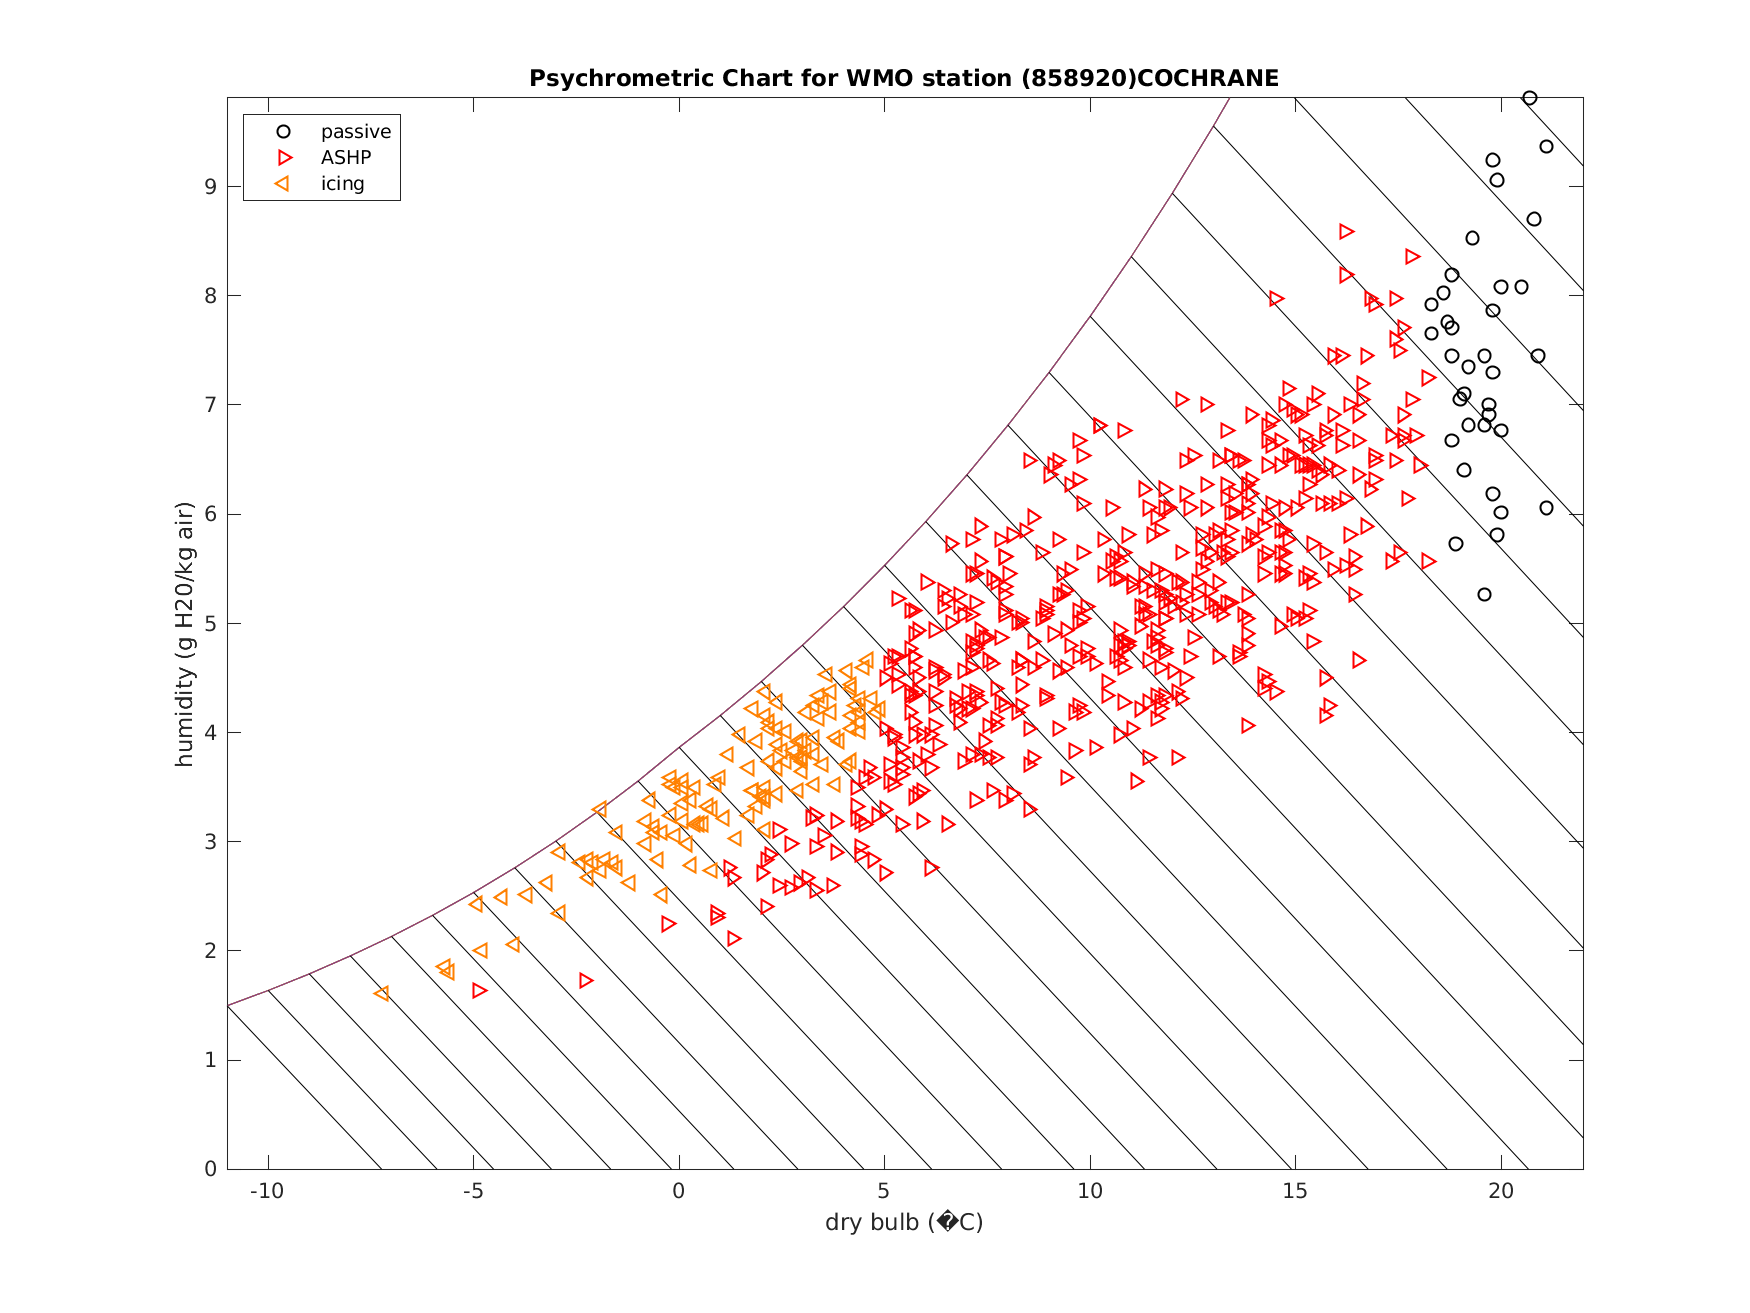 Psychrometric Chart for WMO station (858920)COCHRANE
passive
ASHP
icing
humidity (g H20/kg air)
9
8
7
6
5
4
3
2
1
0
-10 -5 0 5 10 15 20
dry bulb (�C)